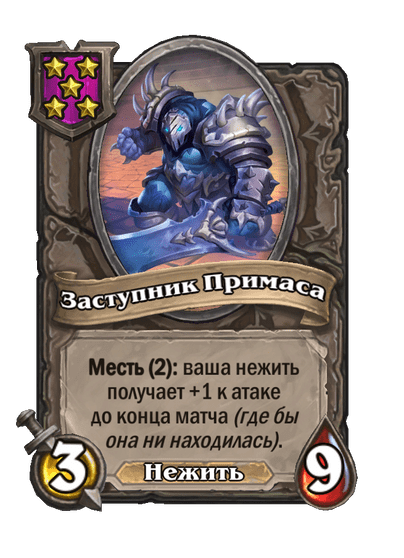 Заступник Примаса
Месть (2): ваша нежить
получает +1 к атаке
до конца матча (где бы
она ни находилась).
3
Нежить
9